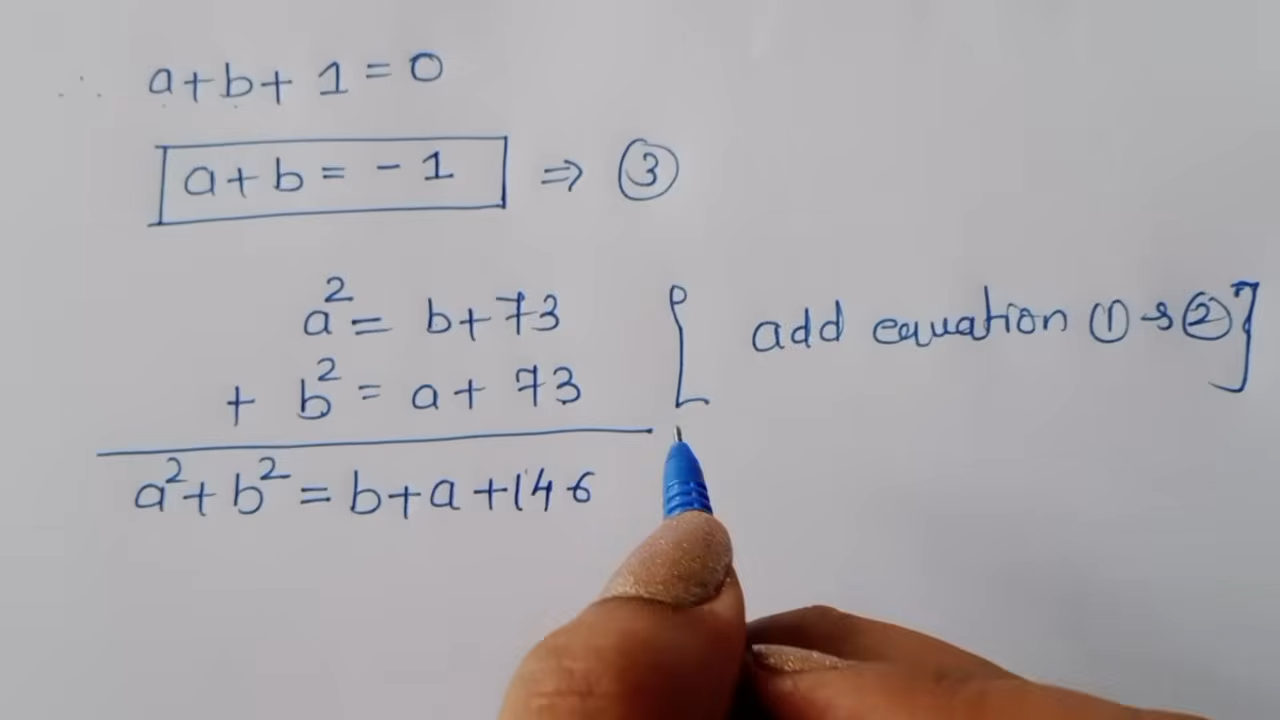 a+b+1=0
a+b=-1 ⇒ ③
a²= b+73
+ b² = a+ 73 [ add equation ① & ② ]
a²+b² = b+a+146